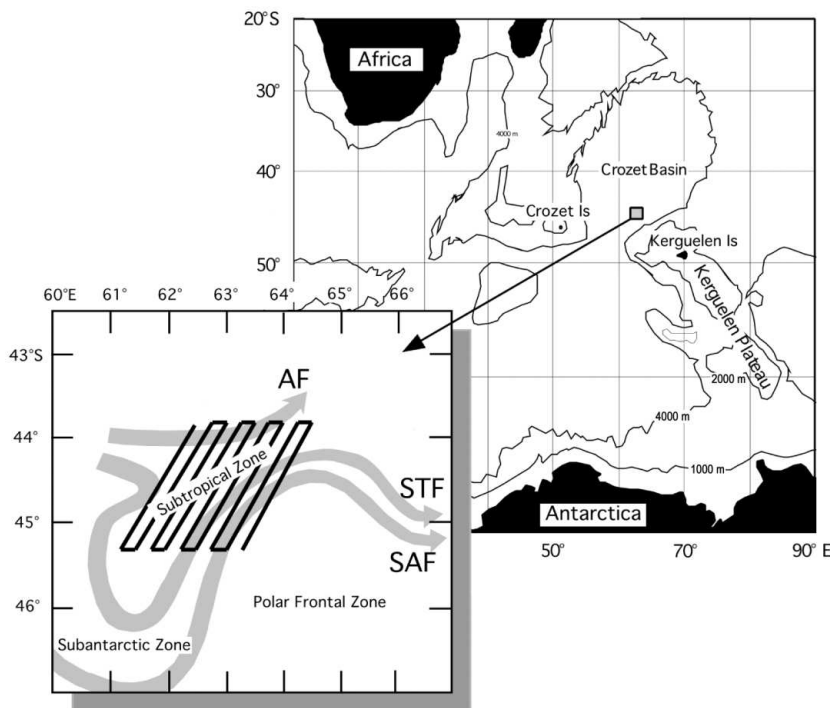 20°S
Africa
30°
4000 m
40°
Crozet Basin
Crozet Is
Kerguelen Is
50°
Kerguelen Plateau
2000 m
4000 m
1000 m
Antarctica
50° 70° 90° E
60°E 61° 62° 63° 64° 65° 66°
43°S
AF
44°
Subtropical Zone
STF
45°
SAF
Polar Frontal Zone
46°
Subantarctic Zone